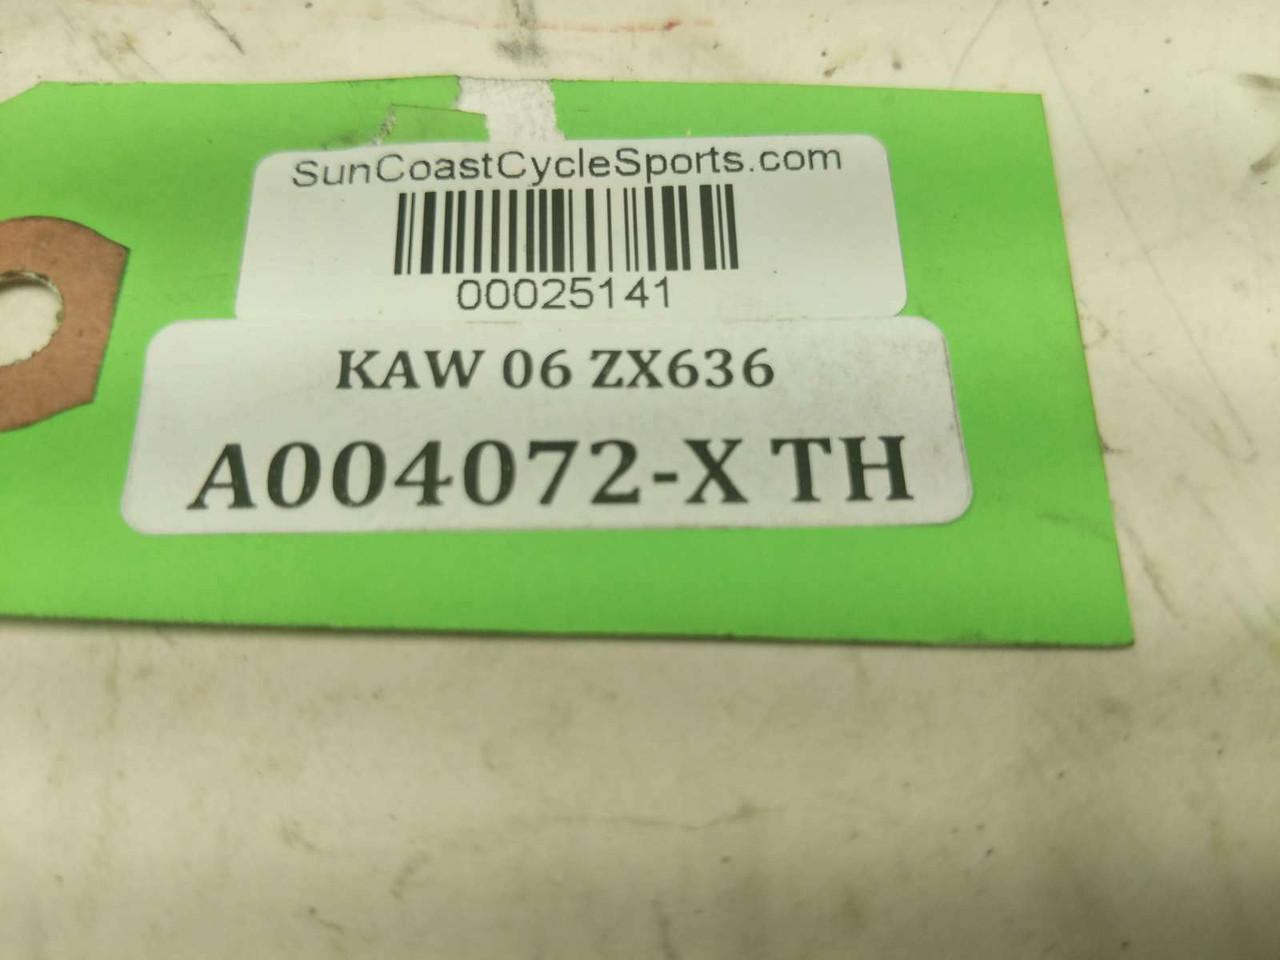 SunCoastCycleSports.com
00025141
KAW 06 ZX636
A004072-X TH